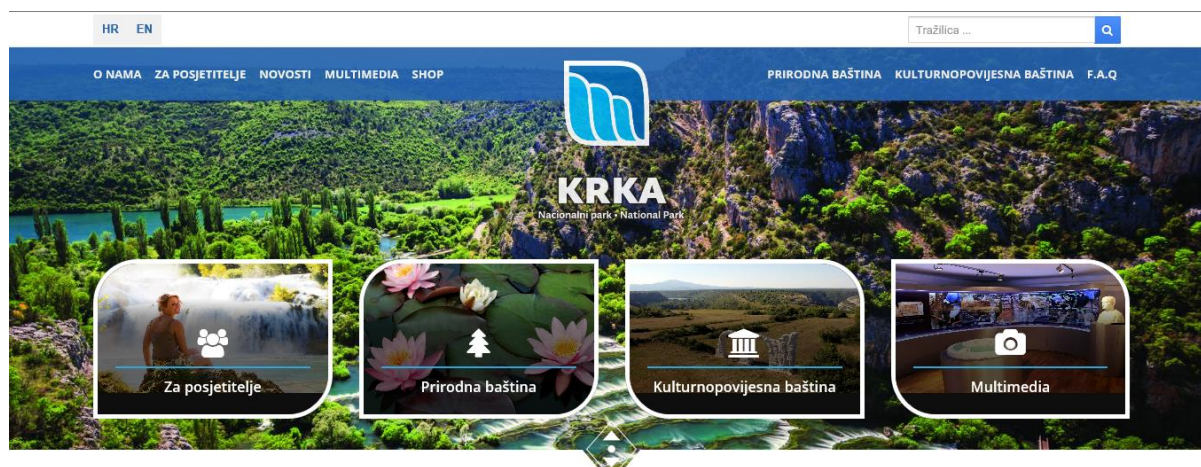 HR EN
Tražilica ...
O NAMA ZA POSJETITELJE NOVOSTI MULTIMEDIA SHOP
PRIRODNA BAŠTINA KULTURNOPOVIJESNA BAŠTINA F.A.Q
KRKA
Nacionalni park · National Park
Za posjetitelje
Prirodna baština
Kulturnopovijesna baština
Multimedia